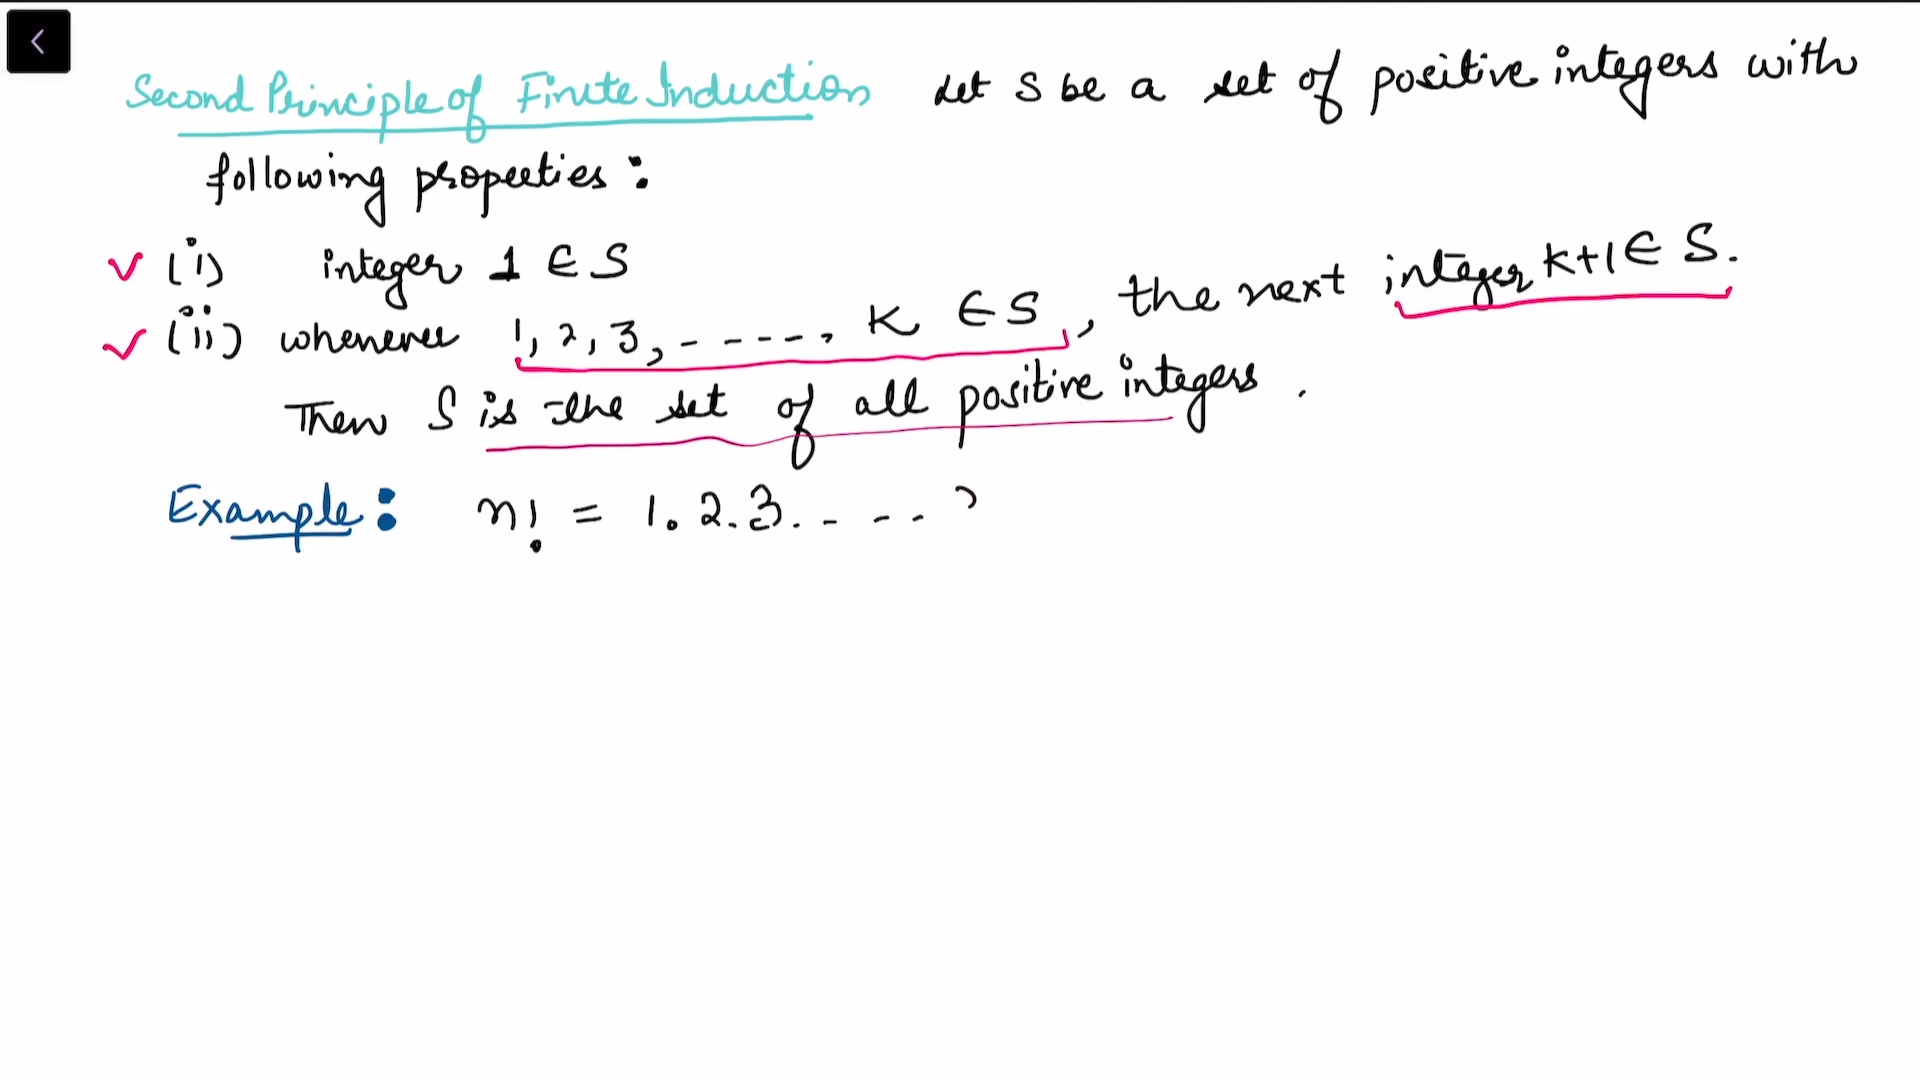 Second Principle of Finite Induction Let S be a set of positive integers with
following properties :
(i) integer 1 ∈ S
(ii) whenever 1, 2, 3, - - - - - , K ∈ S , the next integer K+1 ∈ S.
Then S is the set of all positive integers .
Example : n! = 1. 2. 3. - - - .